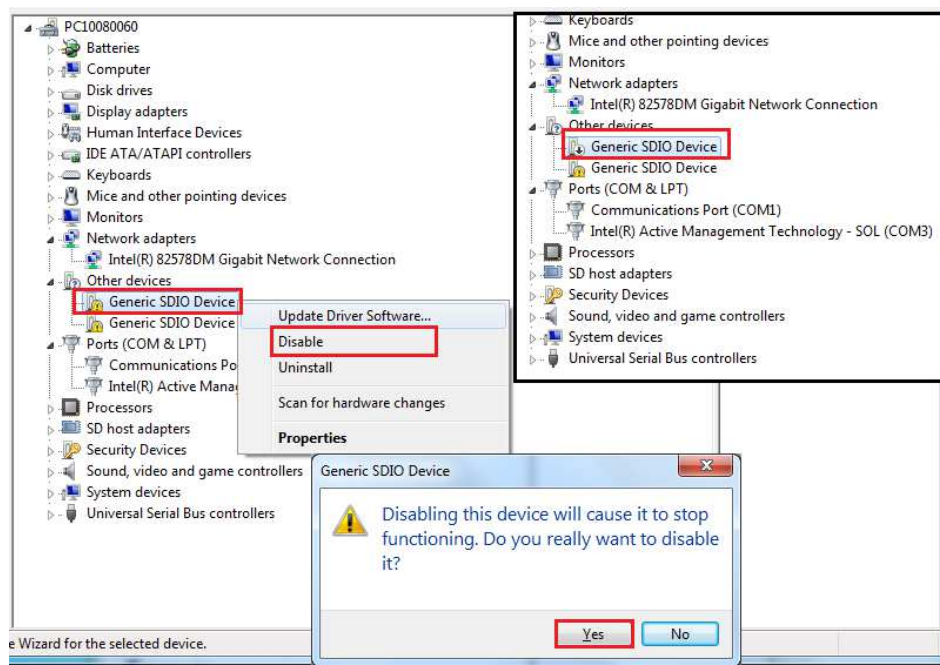 PC10080060
Batteries
Computer
Disk drives
Display adapters
Human Interface Devices
IDE ATA/ATAPI controllers
Keyboards
Mice and other pointing devices
Monitors
Network adapters
Intel(R) 82578DM Gigabit Network Connection
Other devices
Generic SDIO Device
Generic SDIO Device
Ports (COM & LPT)
Communications Po
Intel(R) Active Mana
Processors
SD host adapters
Security Devices
Sound, video and game controllers
System devices
Universal Serial Bus controllers
Update Driver Software...
Disable
Uninstall
Scan for hardware changes
Properties
Keyboards
Mice and other pointing devices
Monitors
Network adapters
Intel(R) 82578DM Gigabit Network Connection
Other devices
Generic SDIO Device
Generic SDIO Device
Ports (COM & LPT)
Communications Port (COM1)
Intel(R) Active Management Technology - SOL (COM3)
Processors
SD host adapters
Security Devices
Sound, video and game controllers
System devices
Universal Serial Bus controllers
Generic SDIO Device
Disabling this device will cause it to stop
functioning. Do you really want to disable
it?
Yes
No
e Wizard for the selected device.